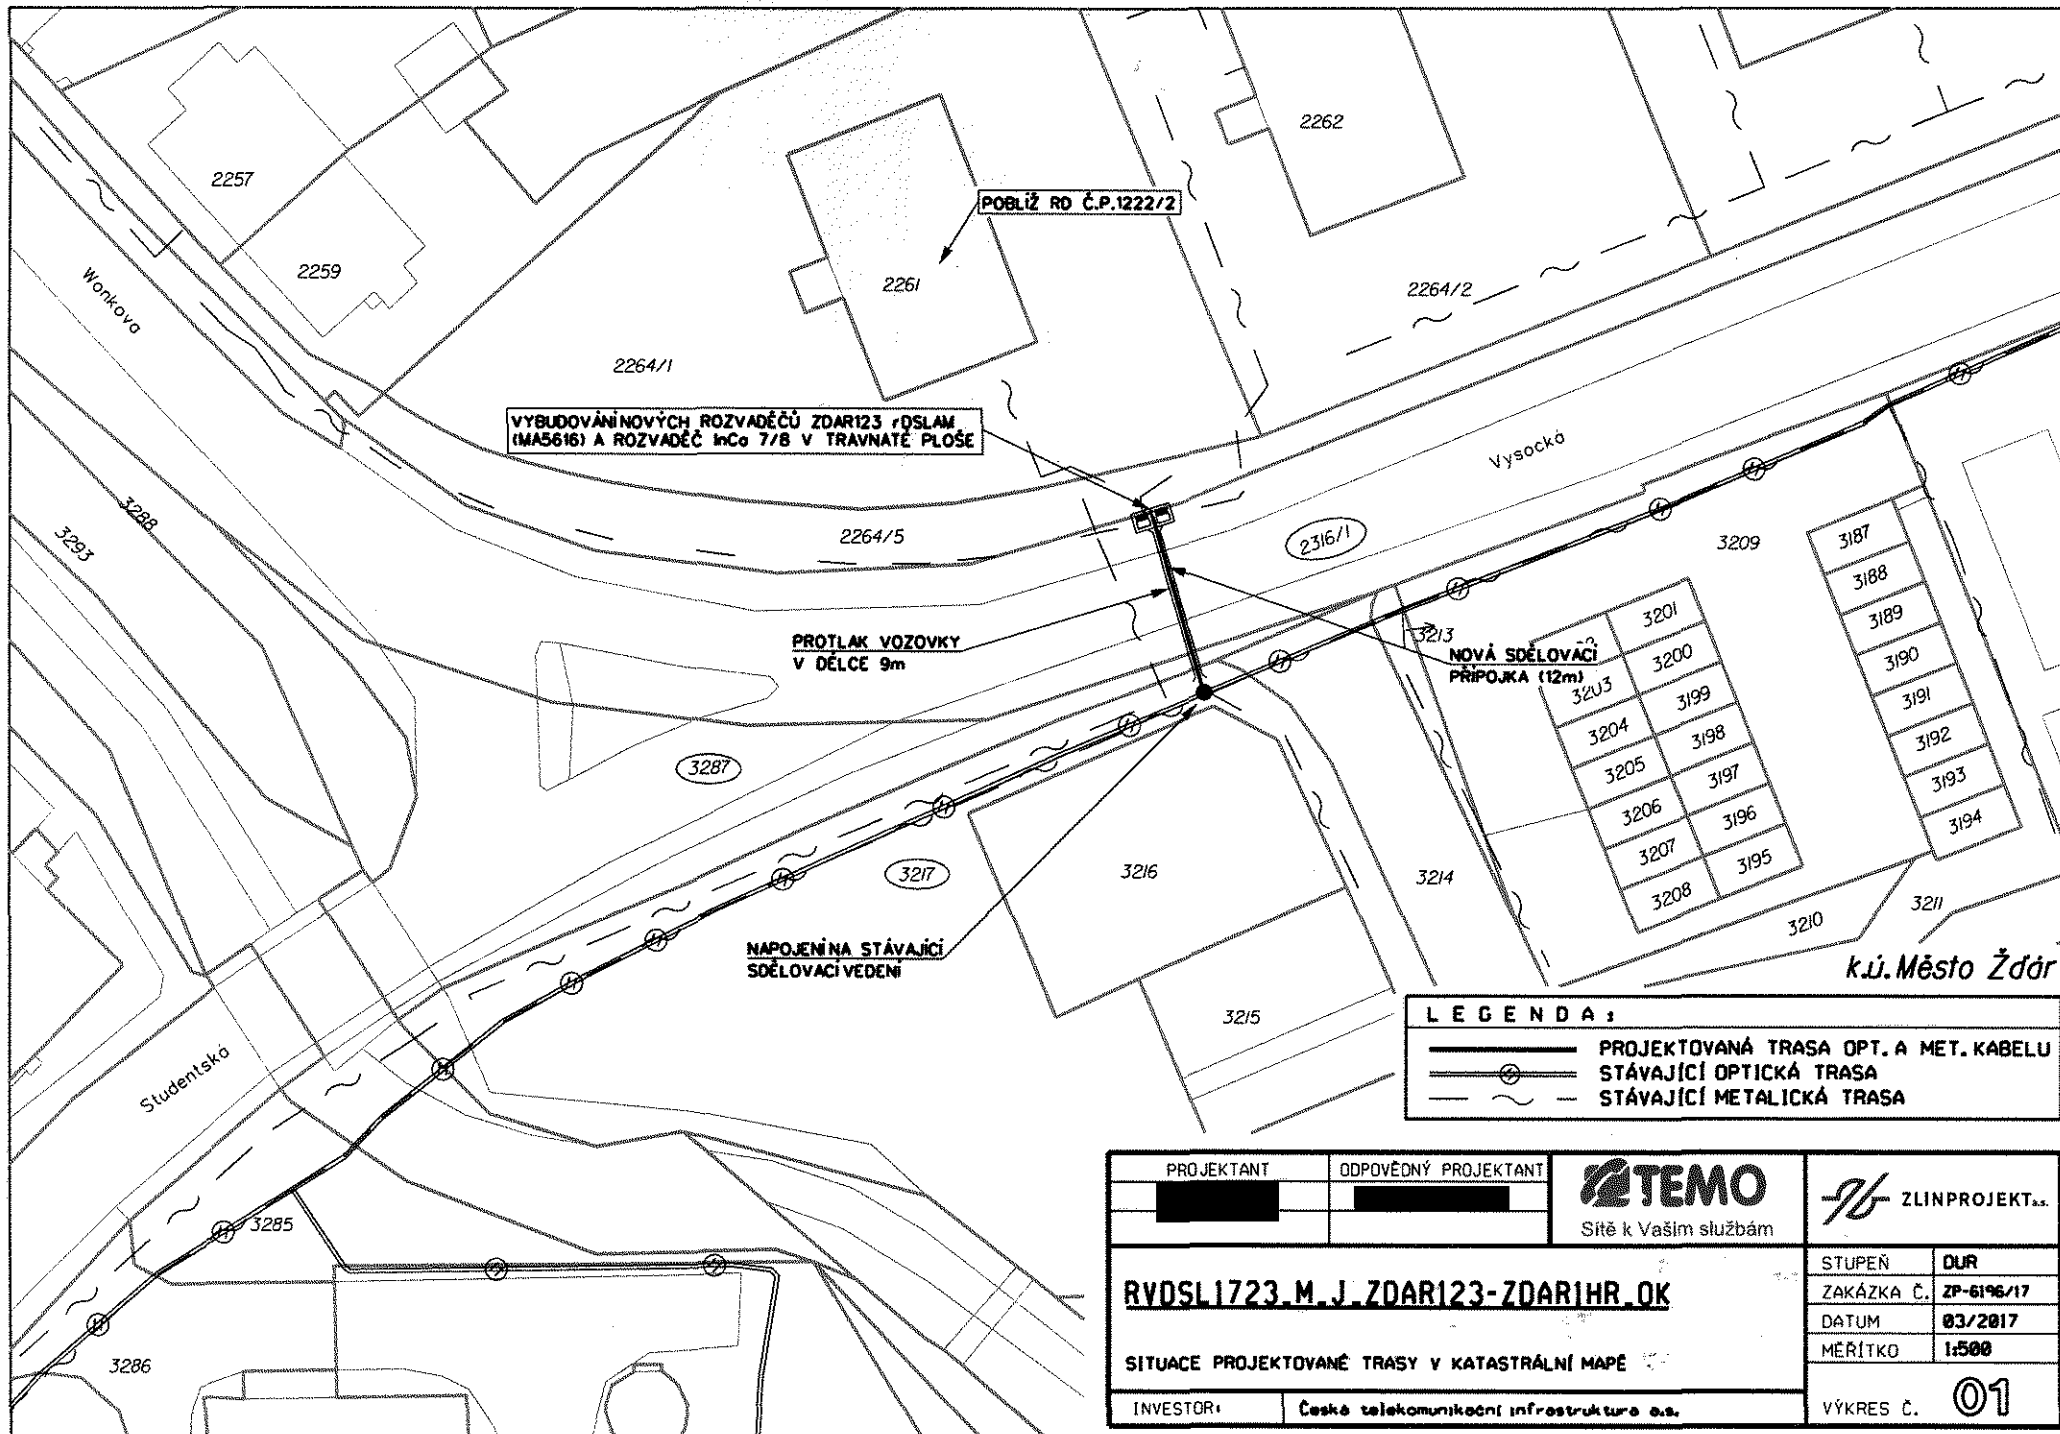 2257
2259
2261
2262
POBLÍŽ RD Č.P.1222/2
Wonkova
2264/1
2264/2
VYBUDOVÁNÍ NOVÝCH ROZVADĚČŮ ZDAR123 rDSLAM
(MA5616) A ROZVADĚČ InCo 7/8 V TRAVNATÉ PLOŠE
Vysocká
3288
3293
2264/5
2316/1
3209
3187
3188
3189
3190
3191
3192
3193
3194
3201
3200
3199
3198
3197
3196
3195
3203
3204
3205
3206
3207
3208
3213
PROTLAK VOZOVKY
V DÉLCE 9m
NOVÁ SDĚLOVACÍ
PŘÍPOJKA (12m)
3287
3217
3216
3214
3210
3211
3215
NAPOJENÍ NA STÁVAJÍCÍ
SDĚLOVACÍ VEDENÍ
k.ú. Město Žďár
Studentská
3285
3286
LEGENDA:
PROJEKTOVANÁ TRASA OPT. A MET. KABELU
STÁVAJÍCÍ OPTICKÁ TRASA
STÁVAJÍCÍ METALICKÁ TRASA
PROJEKTANT
ODPOVĚDNÝ PROJEKTANT
TEMO
Sítě k Vašim službám
ZLINPROJEKT a.s.
RVDSL1723_M_J_ZDAR123-ZDAR1HR_OK
SITUACE PROJEKTOVANÉ TRASY V KATASTRÁLNÍ MAPĚ
INVESTOR: Česká telekomunikační infrastruktura a.s.
STUPEŇ DUR
ZAKÁZKA Č. ZP-6196/17
DATUM 03/2017
MĚŘÍTKO 1:500
VÝKRES Č. 01